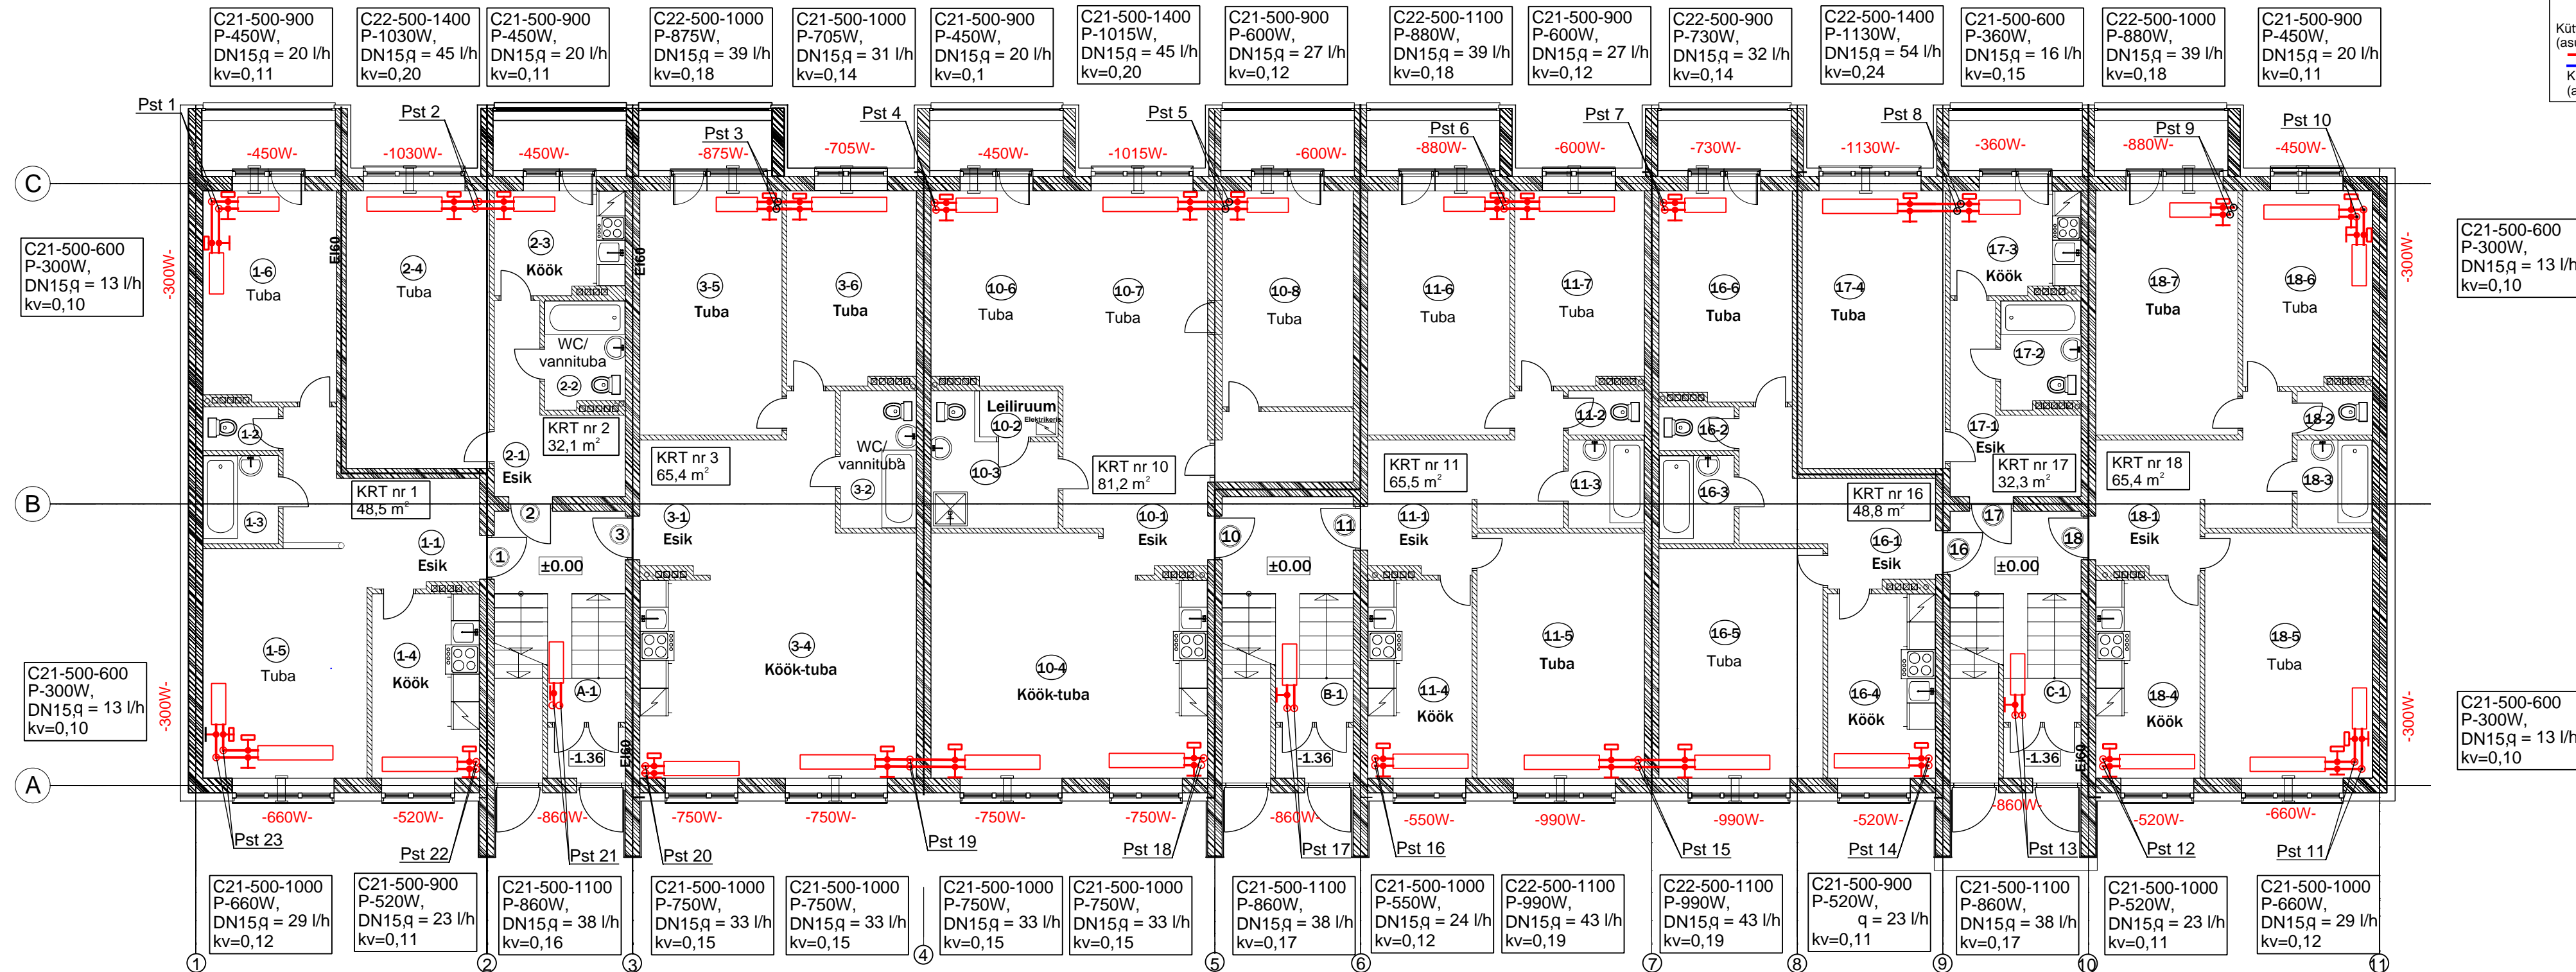 C21-500-900
P-450W,
DN15,q = 20 l/h
kv=0,11
C22-500-1400
P-1030W,
DN15,q = 45 l/h
kv=0,20
C21-500-900
P-450W,
DN15,q = 20 l/h
kv=0,11
C22-500-1000
P-875W,
DN15,q = 39 l/h
kv=0,18
C21-500-1000
P-705W,
DN15,q = 31 l/h
kv=0,14
C21-500-900
P-450W,
DN15,q = 20 l/h
kv=0,1
C21-500-1400
P-1015W,
DN15,q = 45 l/h
kv=0,20
C21-500-900
P-600W,
DN15,q = 27 l/h
kv=0,12
C22-500-1100
P-880W,
DN15,q = 39 l/h
kv=0,18
C21-500-900
P-600W,
DN15,q = 27 l/h
kv=0,12
C22-500-900
P-730W,
DN15,q = 32 l/h
kv=0,14
C22-500-1400
P-1130W,
DN15,q = 54 l/h
kv=0,24
C21-500-600
P-360W,
DN15,q = 16 l/h
kv=0,15
C22-500-1000
P-880W,
DN15,q = 39 l/h
kv=0,18
C21-500-900
P-450W,
DN15,q = 20 l/h
kv=0,11
Küt
(asu
K
(a
Pst 1
Pst 2
Pst 3
Pst 4
Pst 5
Pst 6
Pst 7
Pst 8
Pst 9
Pst 10
-450W-
-1030W-
-450W-
-875W-
-705W-
-450W-
-1015W-
-600W-
-880W-
-600W-
-730W-
-1130W-
-360W-
-880W-
-450W-
C
C21-500-600
P-300W,
DN15,q = 13 l/h
kv=0,10
-300W-
1-6
Tuba
EI60
2-4
Tuba
2-3
Köök
EI60
3-5
Tuba
3-6
Tuba
10-6
Tuba
10-7
Tuba
10-8
11-6
Tuba
11-7
Tuba
16-6
Tuba
17-4
Tuba
17-3
Köök
18-7
Tuba
18-6
Tuba
-300W-
C21-500-600
P-300W,
DN15,q = 13 l/h
kv=0,10
WC/
vannituba
2-2
17-2
1-2
KRT nr 2
32,1 m²
2-1
Esik
KRT nr 3
65,4 m²
WC/
vannituba
3-2
Leiliruum
10-2
Elektrikeris
10-3
KRT nr 10
81,2 m²
KRT nr 11
65,5 m²
11-2
11-3
16-2
16-3
17-1
Esik
KRT nr 17
32,3 m²
KRT nr 18
65,4 m²
18-2
18-3
KRT nr 1
48,5 m²
KRT nr 16
48,8 m²
1-3
B
1-1
Esik
2
1
3
3-1
Esik
10-1
Esik
10
11
11-1
Esik
16-1
Esik
17
16
18
18-1
Esik
±0.00
±0.00
±0.00
1-5
Tuba
1-4
Köök
A-1
3-4
Köök-tuba
10-4
Köök-tuba
B-1
11-4
Köök
11-5
Tuba
16-5
Tuba
16-4
Köök
C-1
18-4
Köök
18-5
Tuba
C21-500-600
P-300W,
DN15,q = 13 l/h
kv=0,10
-300W-
-300W-
C21-500-600
P-300W,
DN15,q = 13 l/h
kv=0,10
-1.36
EI60
-1.36
-1.36
EI60
A
-660W-
-520W-
-860W-
-750W-
-750W-
-750W-
-750W-
-860W-
-550W-
-990W-
-990W-
-520W-
-860W-
-520W-
-660W-
Pst 23
Pst 22
Pst 21
Pst 20
Pst 19
Pst 18
Pst 17
Pst 16
Pst 15
Pst 14
Pst 13
Pst 12
Pst 11
C21-500-1000
P-660W,
DN15,q = 29 l/h
kv=0,12
C21-500-900
P-520W,
DN15,q = 23 l/h
kv=0,11
C21-500-1100
P-860W,
DN15,q = 38 l/h
kv=0,16
C21-500-1000
P-750W,
DN15,q = 33 l/h
kv=0,15
C21-500-1000
P-750W,
DN15,q = 33 l/h
kv=0,15
C21-500-1000
P-750W,
DN15,q = 33 l/h
kv=0,15
C21-500-1000
P-750W,
DN15,q = 33 l/h
kv=0,15
C21-500-1100
P-860W,
DN15,q = 38 l/h
kv=0,17
C21-500-1000
P-550W,
DN15,q = 24 l/h
kv=0,12
C22-500-1100
P-990W,
DN15,q = 43 l/h
kv=0,19
C22-500-1100
P-990W,
DN15,q = 43 l/h
kv=0,19
C21-500-900
P-520W,
q = 23 l/h
kv=0,11
C21-500-1100
P-860W,
DN15,q = 38 l/h
kv=0,17
C21-500-1000
P-520W,
DN15,q = 23 l/h
kv=0,11
C21-500-1000
P-660W,
DN15,q = 29 l/h
kv=0,12
1
2
3
4
5
6
7
8
9
10
11